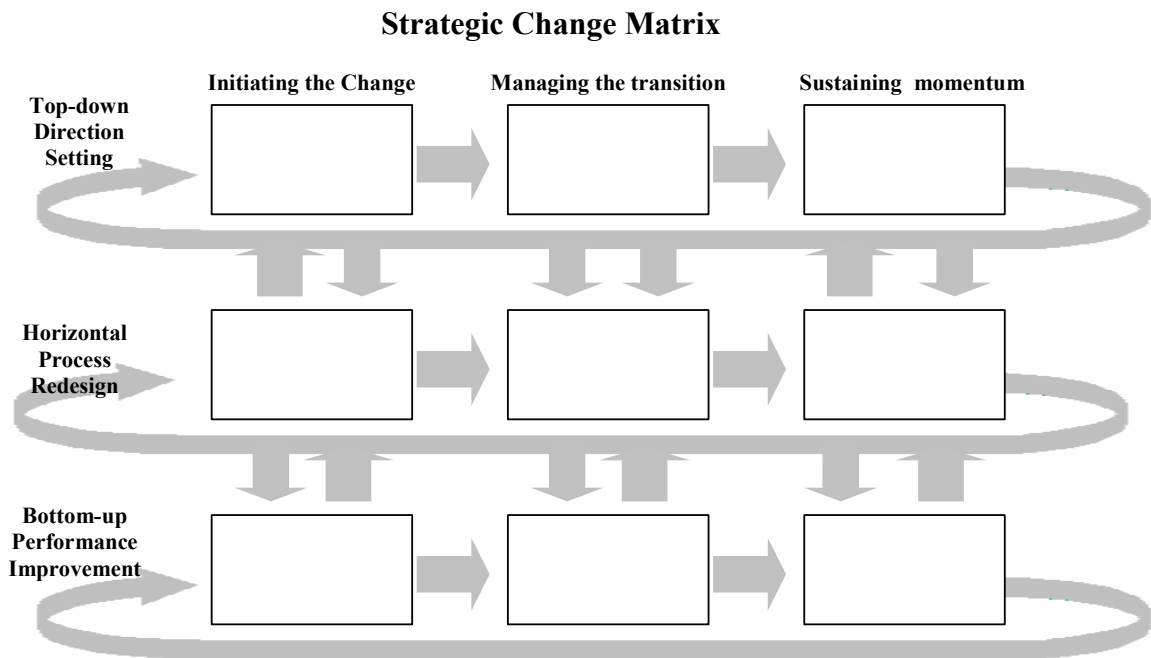 Strategic Change Matrix
Initiating the Change
Managing the transition
Sustaining momentum
Top-down
Direction
Setting
Horizontal
Process
Redesign
Bottom-up
Performance
Improvement